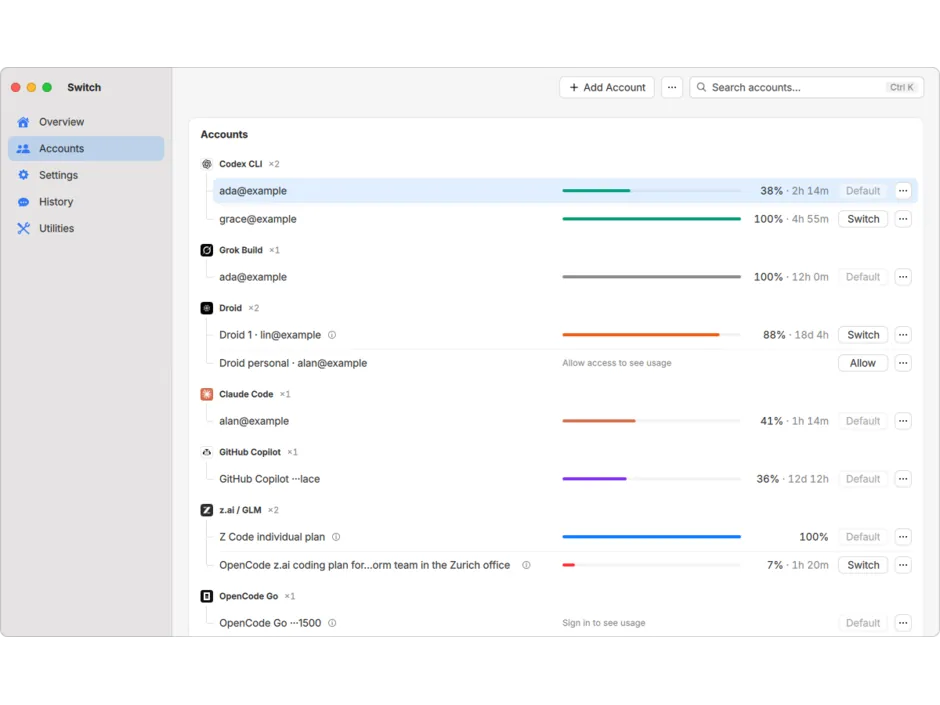 Switch
+ Add Account
···
Search accounts...
Ctrl K
Overview
Accounts
Settings
History
Utilities
Accounts
Codex CLI ×2
ada@example 38% · 2h 14m Default ···
grace@example 100% · 4h 55m Switch ···
Grok Build ×1
ada@example 100% · 12h 0m Default ···
Droid ×2
Droid 1 · lin@example 88% · 18d 4h Switch ···
Droid personal · alan@example Allow access to see usage Allow ···
Claude Code ×1
alan@example 41% · 1h 14m Default ···
GitHub Copilot ×1
GitHub Copilot ···lace 36% · 12d 12h Default ···
z.ai / GLM ×2
Z Code individual plan 100% Default ···
OpenCode z.ai coding plan for...orm team in the Zurich office 7% · 1h 20m Switch ···
OpenCode Go ×1
OpenCode Go ···1500 Sign in to see usage Default ···